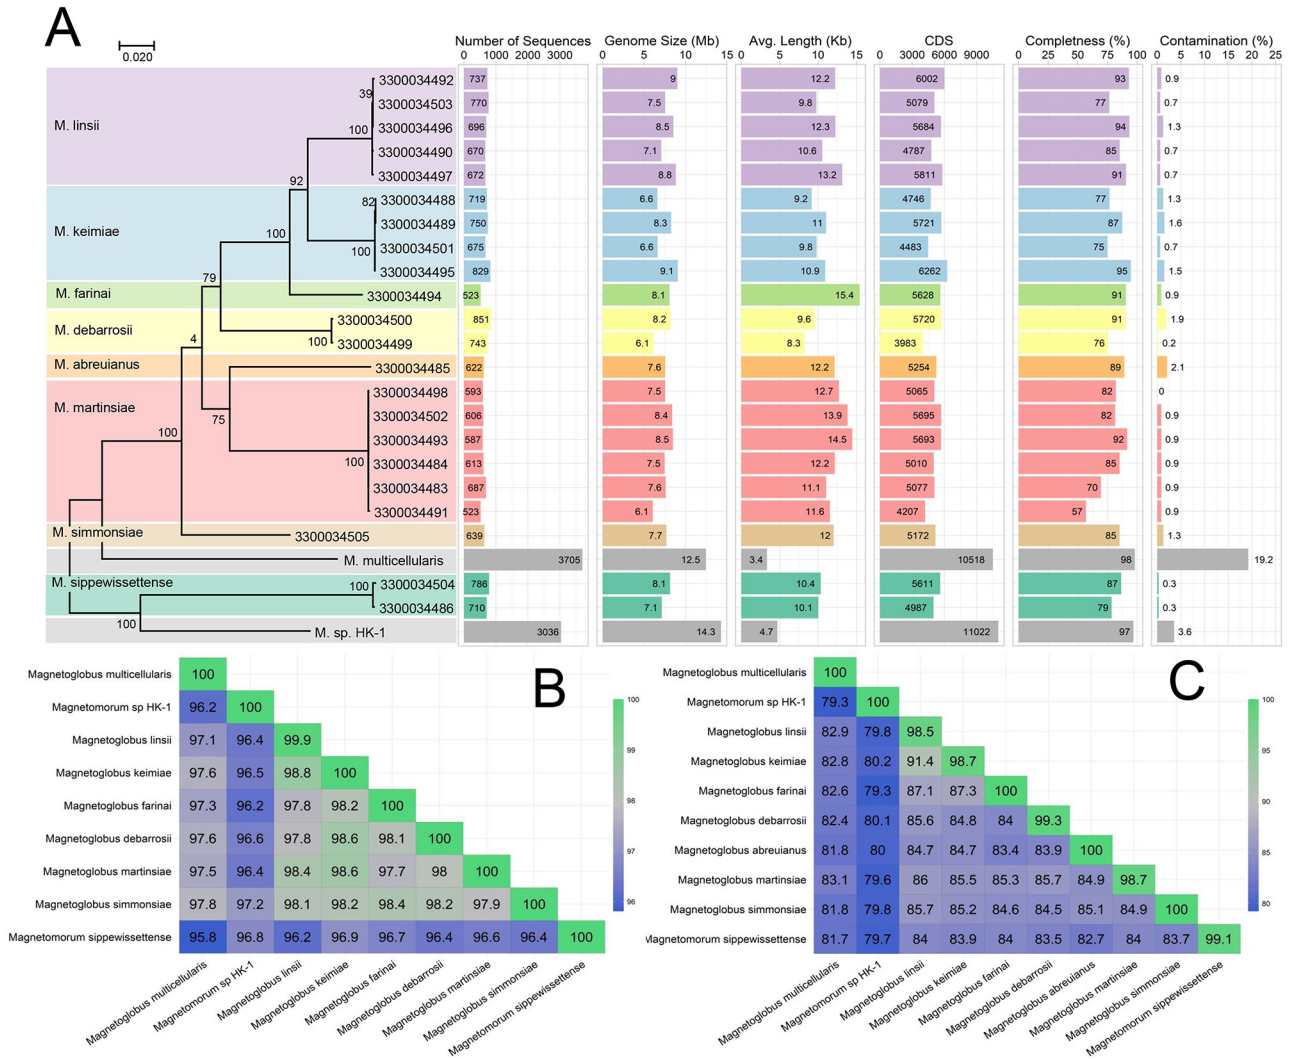 A
0.020
Number of Sequences Genome Size (Mb) Avg. Length (Kb) CDS Completness (%) Contamination (%)
0 1000 2000 3000 0 5 10 15 0 5 10 15 0 3000 6000 9000 0 25 50 75 100 0 5 10 15 20 25
3300034492 737 9 12.2 6002 93 0.9
39
3300034503 770 7.5 9.8 5079 77 0.7
M. linsii 100 3300034496 696 8.5 12.3 5684 94 1.3
3300034490 670 7.1 10.6 4787 85 0.7
3300034497 672 8.8 13.2 5811 91 0.7
92
82 3300034488 719 6.6 9.2 4746 77 1.3
3300034489 750 8.3 11 5721 87 1.6
M. keimiae 100
100 3300034501 675 6.6 9.8 4483 75 0.7
3300034495 829 9.1 10.9 6262 95 1.5
79
M. farinai 3300034494 523 8.1 15.4 5628 91 0.9
3300034500 851 8.2 9.6 5720 91 1.9
M. debarrosii
4 100 3300034499 743 6.1 8.3 3983 76 0.2
M. abreuianus 3300034485 622 7.6 12.2 5254 89 2.1
3300034498 593 7.5 12.7 5065 82 0
M. martinsiae
75 3300034502 606 8.4 13.9 5695 82 0.9
100 3300034493 587 8.5 14.5 5693 92 0.9
100 3300034484 613 7.5 12.2 5010 85 0.9
3300034483 687 7.6 11.1 5077 70 0.9
3300034491 523 6.1 11.6 4207 57 0.9
M. simmonsiae 3300034505 639 7.7 12 5172 85 1.3
M. multicellularis 3705 12.5 3.4 10518 98 19.2
M. sippewissettense 100 3300034504 786 8.1 10.4 5611 87 0.3
3300034486 710 7.1 10.1 4987 79 0.3
100 M. sp. HK-1 3036 14.3 4.7 11022 97 3.6
B
Magnetoglobus multicellularis 100
Magnetomorum sp HK-1 96.2 100
Magnetoglobus linsii 97.1 96.4 99.9
Magnetoglobus keimiae 97.6 96.5 98.8 100
Magnetoglobus farinai 97.3 96.2 97.8 98.2 100
Magnetoglobus debarrosii 97.6 96.6 97.8 98.6 98.1 100
Magnetoglobus martinsiae 97.5 96.4 98.4 98.6 97.7 98 100
Magnetoglobus simmonsiae 97.8 97.2 98.1 98.2 98.4 98.2 97.9 100
Magnetomorum sippewissettense 95.8 96.8 96.2 96.9 96.7 96.4 96.6 96.4 100
Magnetoglobus multicellularis
Magnetomorum sp HK-1
Magnetoglobus linsii
Magnetoglobus keimiae
Magnetoglobus farinai
Magnetoglobus debarrosii
Magnetoglobus martinsiae
Magnetoglobus simmonsiae
Magnetomorum sippewissettense
100
99
98
97
96
C
Magnetoglobus multicellularis 100
Magnetomorum sp HK-1 79.3 100
Magnetoglobus linsii 82.9 79.8 98.5
Magnetoglobus keimiae 82.8 80.2 91.4 98.7
Magnetoglobus farinai 82.6 79.3 87.1 87.3 100
Magnetoglobus debarrosii 82.4 80.1 85.6 84.8 84 99.3
Magnetoglobus abreuianus 81.8 80 84.7 84.7 83.4 83.9 100
Magnetoglobus martinsiae 83.1 79.6 86 85.5 85.3 85.7 84.9 98.7
Magnetoglobus simmonsiae 81.8 79.8 85.7 85.2 84.6 84.5 85.1 84.9 100
Magnetomorum sippewissettense 81.7 79.7 84 83.9 84 83.5 82.7 84 83.7 99.1
Magnetoglobus multicellularis
Magnetomorum sp HK-1
Magnetoglobus linsii
Magnetoglobus keimiae
Magnetoglobus farinai
Magnetoglobus debarrosii
Magnetoglobus abreuianus
Magnetoglobus martinsiae
Magnetoglobus simmonsiae
Magnetomorum sippewissettense
100
95
90
85
80